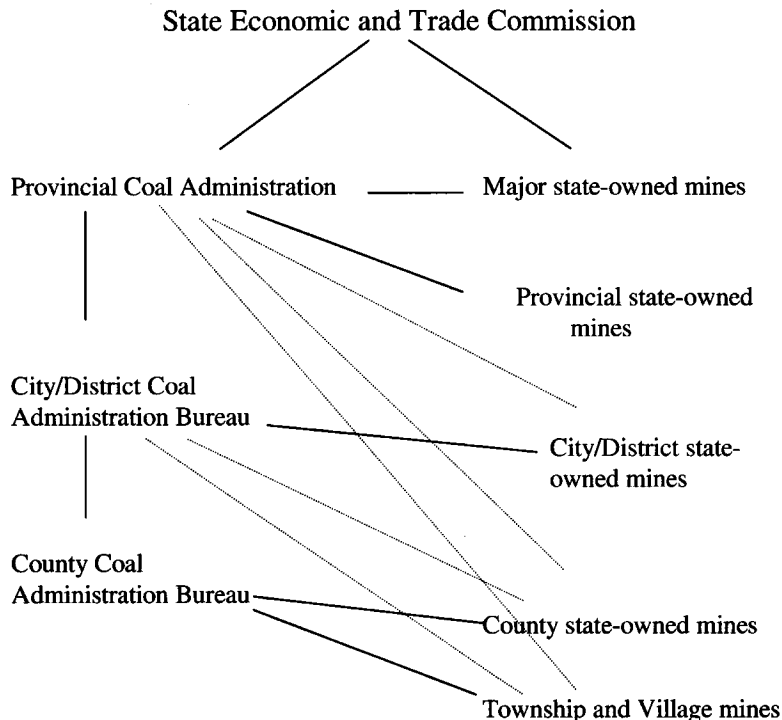 State Economic and Trade Commission
Provincial Coal Administration
Major state-owned mines
Provincial state-owned
mines
City/District Coal
Administration Bureau
City/District state-
owned mines
County Coal
Administration Bureau
County state-owned mines
Township and Village mines